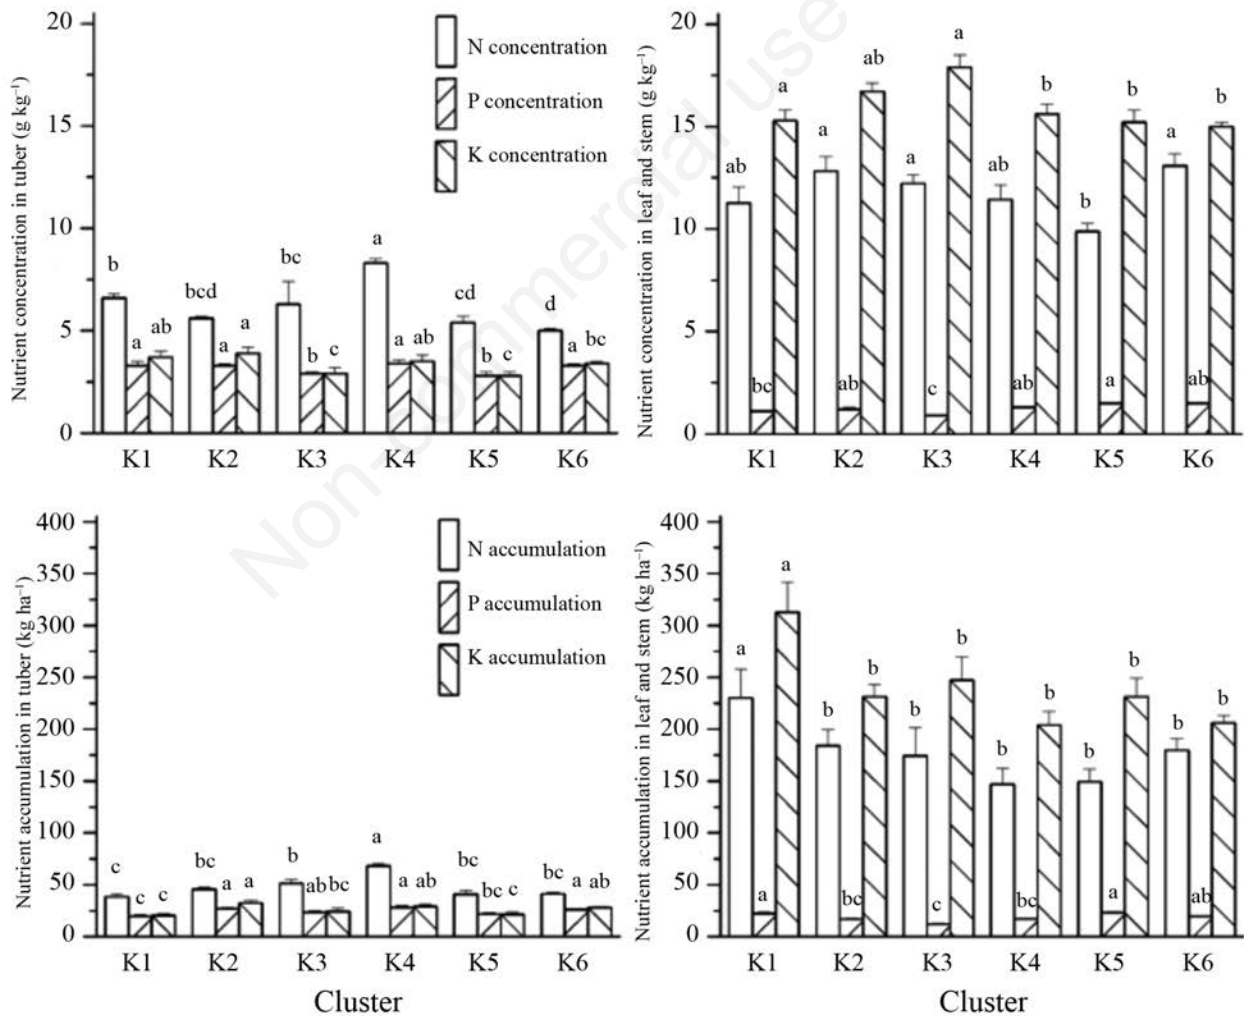 Nutrient concentration in tuber (g kg⁻¹)
20
15
10
5
0
N concentration
P concentration
K concentration
b a ab
bcd a a
bc b c
a a ab
cd b c
d a bc
K1 K2 K3 K4 K5 K6
Nutrient concentration in leaf and stem (g kg⁻¹)
20
15
10
5
0
ab bc a
a ab ab
a c a
ab ab b
b a b
a ab b
K1 K2 K3 K4 K5 K6
Nutrient accumulation in tuber (kg ha⁻¹)
400
350
300
250
200
150
100
50
0
N accumulation
P accumulation
K accumulation
c c c
bc a a
b ab bc
a a ab
bc bc c
bc a ab
K1 K2 K3 K4 K5 K6
Cluster
Nutrient accumulation in leaf and stem (kg ha⁻¹)
400
350
300
250
200
150
100
50
0
a a a
b bc b
b c b
b bc b
b a b
b ab b
K1 K2 K3 K4 K5 K6
Cluster
Non-commercial use